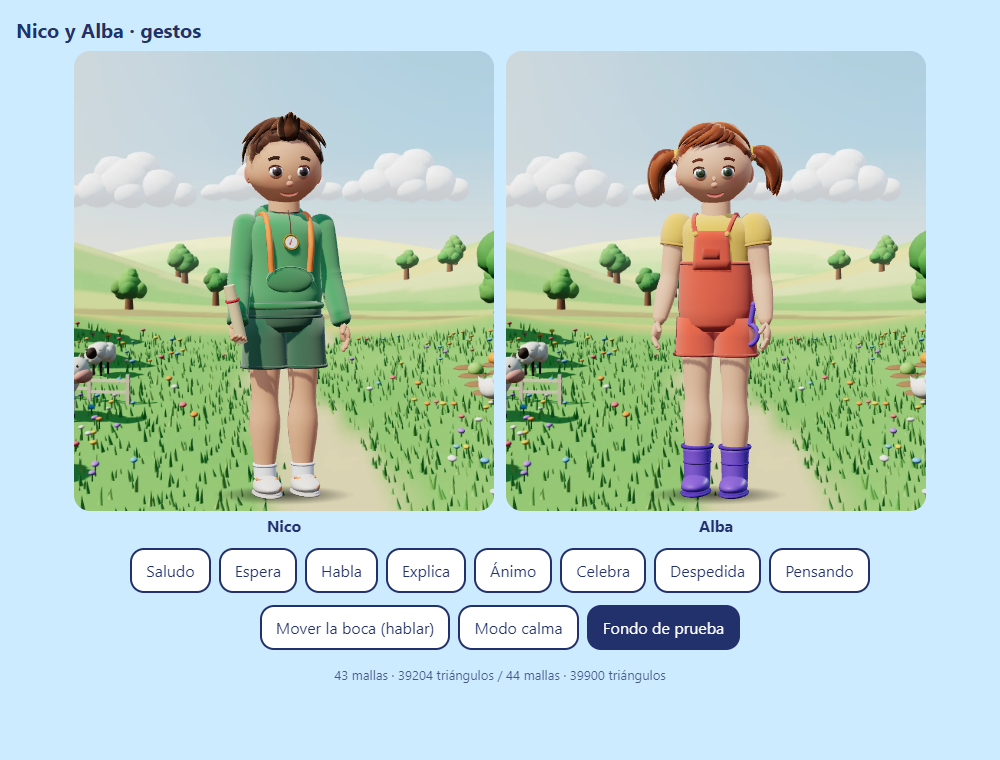 Nico y Alba · gestos
Nico
Alba
Saludo
Espera
Habla
Explica
Ánimo
Celebra
Despedida
Pensando
Mover la boca (hablar)
Modo calma
Fondo de prueba
43 mallas · 39204 triángulos / 44 mallas · 39900 triángulos